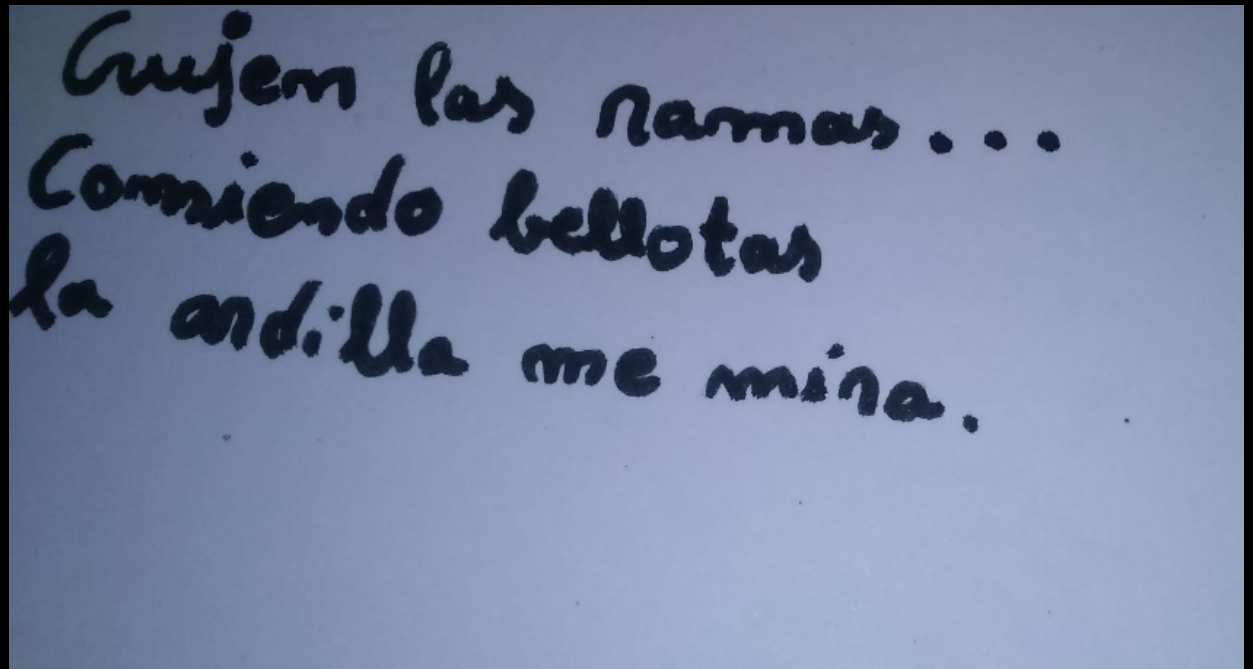 Crujen las ramas...
Comiendo bellotas
la ardilla me mira.